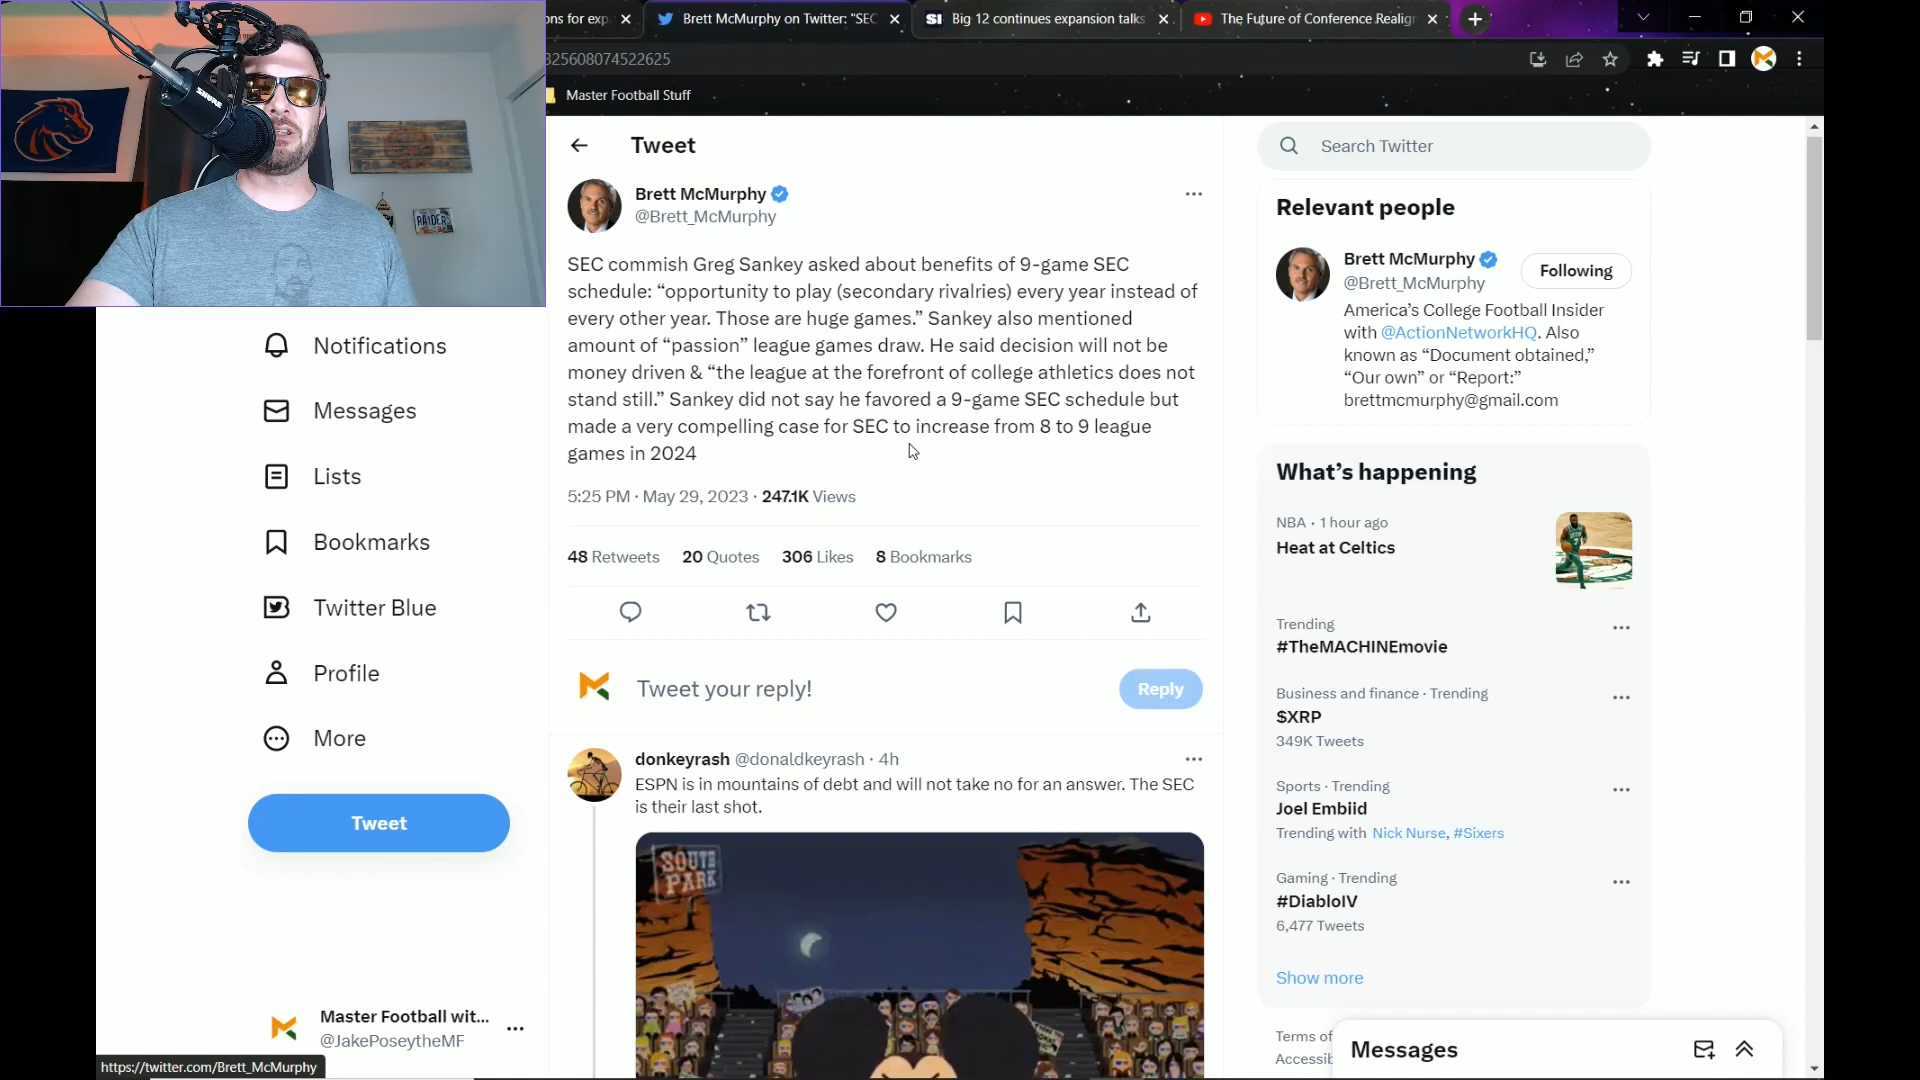 ons for exp
Brett McMurphy on Twitter: "SEC
SI
Big 12 continues expansion talks
The Future of Conference Realig
325608074522625
Master Football Stuff
SHURE
RAIDER
Tweet
Search Twitter
Brett McMurphy
@Brett_McMurphy
SEC commish Greg Sankey asked about benefits of 9-game SEC
schedule: “opportunity to play (secondary rivalries) every year instead of
every other year. Those are huge games.” Sankey also mentioned
amount of “passion” league games draw. He said decision will not be
money driven & “the league at the forefront of college athletics does not
stand still.” Sankey did not say he favored a 9-game SEC schedule but
made a very compelling case for SEC to increase from 8 to 9 league
games in 2024
5:25 PM · May 29, 2023 · 247.1K Views
48 Retweets 20 Quotes 306 Likes 8 Bookmarks
Tweet your reply!
Reply
donkeyrash @donaldkeyrash · 4h
ESPN is in mountains of debt and will not take no for an answer. The SEC
is their last shot.
SOUTH
PARK
Notifications
Messages
Lists
Bookmarks
Twitter Blue
Profile
More
Tweet
Master Football wit...
@JakePoseytheMF
https://twitter.com/Brett_McMurphy
Relevant people
Brett McMurphy
@Brett_McMurphy
Following
America’s College Football Insider
with @ActionNetworkHQ. Also
known as “Document obtained,”
“Our own” or “Report:”
brettmcmurphy@gmail.com
What’s happening
NBA · 1 hour ago
Heat at Celtics
Trending
#TheMACHINEmovie
Business and finance · Trending
$XRP
349K Tweets
Sports · Trending
Joel Embiid
Trending with Nick Nurse, #Sixers
Gaming · Trending
#DiabloIV
6,477 Tweets
Show more
Terms of
Accessib
Messages